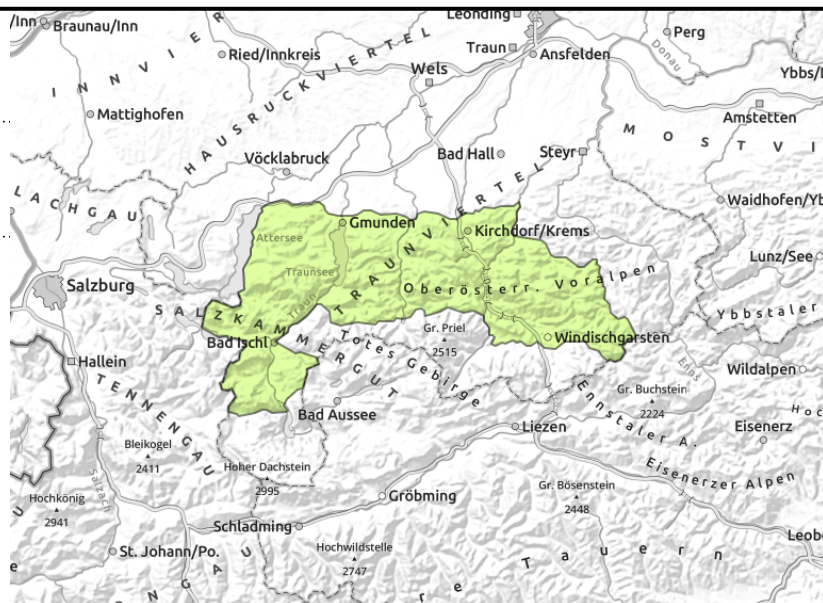 /Inn
Braunau/Inn
Leonding
Perg
Traun
Ansfelden
Donau
Ried/Innkreis
INNVIER
HAUSRUCKVIERTEL
Wels
Ybbs/
Mattighofen
Amstetten
MOSTVI
Vöcklabruck
Bad Hall
Steyr
LACHGAU
Waidhofen/Yb
Gmunden
Kirchdorf/Krems
TRAUNVIERTEL
Attersee
Lunz/See
Traunsee
Oberösterr. Voralpen
Salzburg
Traun
SALZKAMMERGUT
Ybbstaler
Bad Ischl
Totes Gebirge
Gr. Priel
2515
Windischgarsten
Hallein
Enns
Wildalpen
TENNENGAU
Gr. Buchstein
2224
Bad Aussee
Ennstaler A.
Hoc
Liezen
Eisenerz
Bleikogel
2411
Hoher Dachstein
2995
Eisenerzer Alpen
Salzach
Hochkönig
2941
Gröbming
Gr. Bösenstein
2448
Schladming
Leobe
St. Johann/Po.
Hochwildstelle
2747
e
U
ONGAU
re Tauern